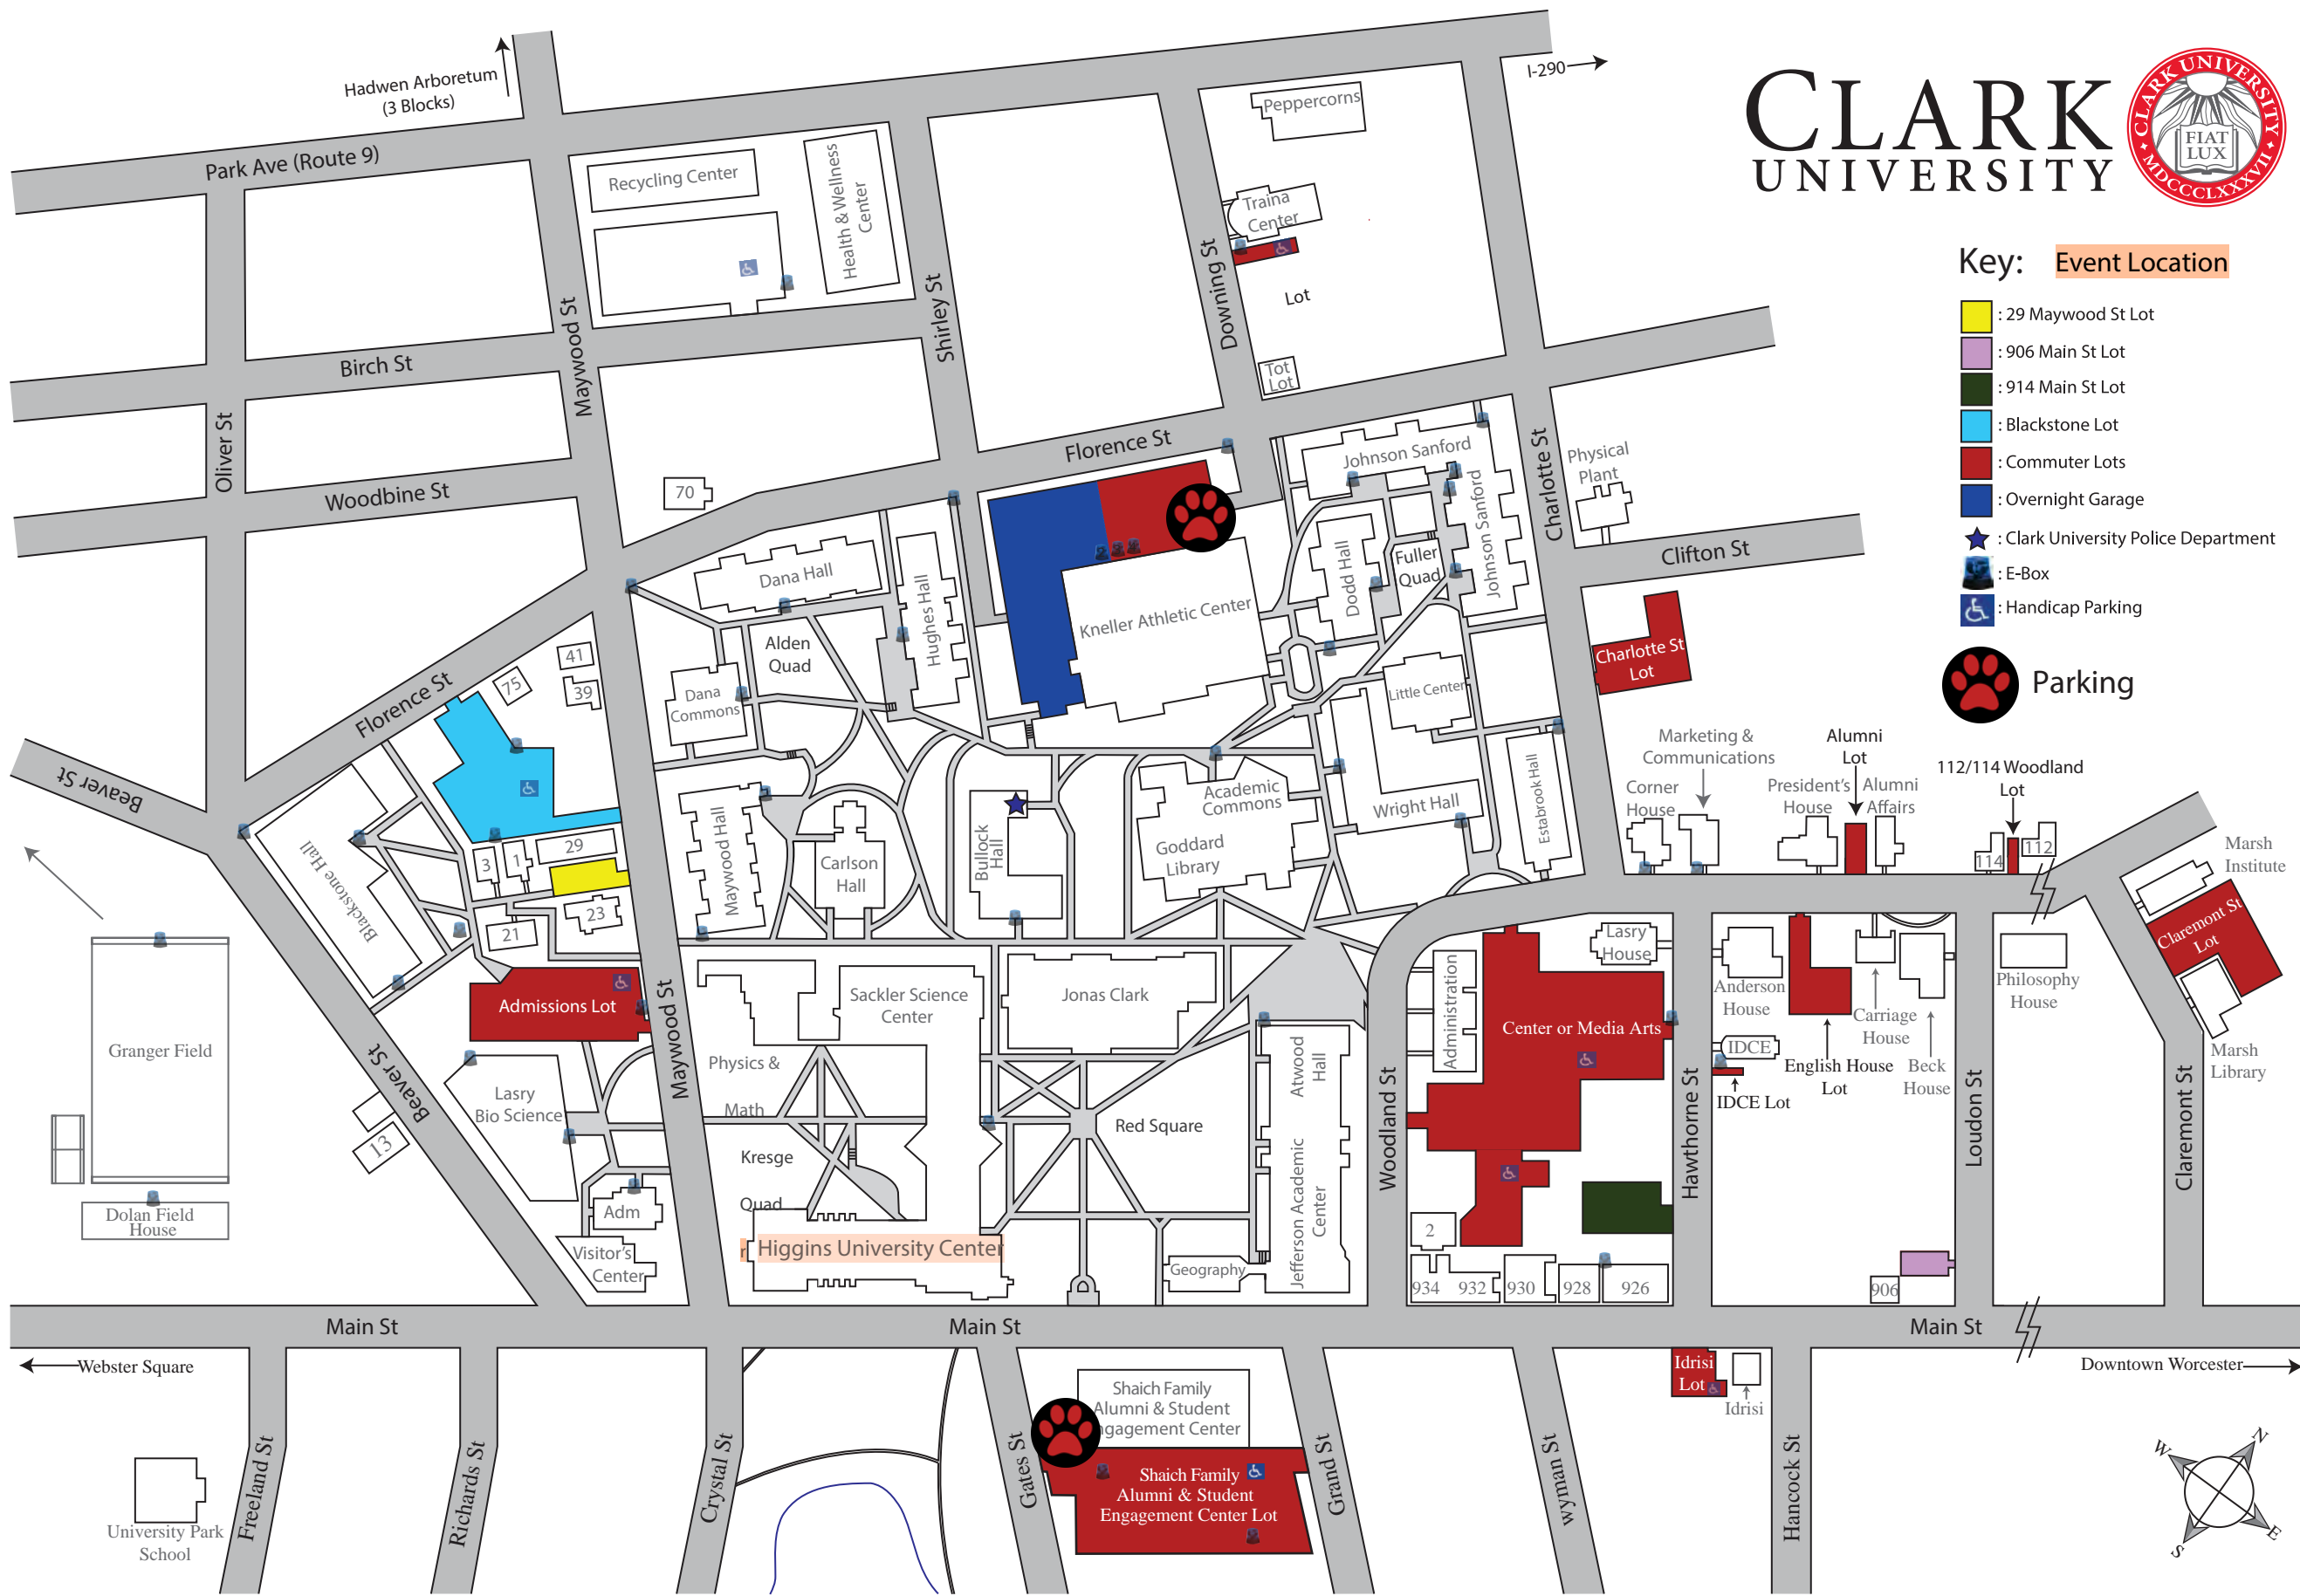 Hadwen Arboretum
(3 Blocks)
I-290
CLARK
UNIVERSITY
CLARK UNIVERSITY
FIAT
LUX
MDCCCLXXXVII
Key:
Event Location
: 29 Maywood St Lot
: 906 Main St Lot
: 914 Main St Lot
: Blackstone Lot
: Commuter Lots
: Overnight Garage
: Clark University Police Department
: E-Box
: Handicap Parking
Parking
Park Ave (Route 9)
Recycling Center
Health & Wellness
Center
Peppercorns
Traina
Center
Lot
Tot
Lot
Downing St
Shirley St
Maywood St
Birch St
Oliver St
Woodbine St
70
Florence St
Johnson Sanford
Johnson Sanford
Charlotte St
Physical
Plant
Clifton St
Dana Hall
Hughes Hall
Dodd Hall
Fuller
Quad
Kneller Athletic Center
Alden
Quad
Dana
Commons
Little Center
Charlotte St
Lot
41
39
75
Florence St
Beaver St
Marketing &
Communications
Corner
House
President's
House
Alumni
Lot
Alumni
Affairs
112/114 Woodland
Lot
114
112
Marsh
Institute
Claremont St
Lot
Marsh
Library
Blackstone Hall
3
1
29
23
21
Maywood Hall
Carlson
Hall
Bullock
Hall
Academic
Commons
Goddard
Library
Wright Hall
Estabrook Hall
Admissions Lot
Maywood St
Sackler Science
Center
Jonas Clark
Administration
Lasry
House
Center or Media Arts
Anderson
House
IDCE
IDCE Lot
English House
Lot
Carriage
House
Beck
House
Philosophy
House
Granger Field
Dolan Field
House
Beaver St
13
Lasry
Bio Science
Adm
Visitor's
Center
Physics &
Math
Kresge
Quad
r
Higgins University Center
Red Square
Atwood
Hall
Jefferson Academic
Center
Geography
Woodland St
Hawthorne St
Loudon St
Claremont St
2
934
932
930
928
926
906
Main St
Main St
Main St
Webster Square
Downtown Worcester
Shaich Family
Alumni & Student
ngagement Center
Shaich Family
Alumni & Student
Engagement Center Lot
Idrisi
Lot
Idrisi
University Park
School
Freeland St
Richards St
Crystal St
Gates St
Grand St
wyman St
Hancock St
N
W
E
S